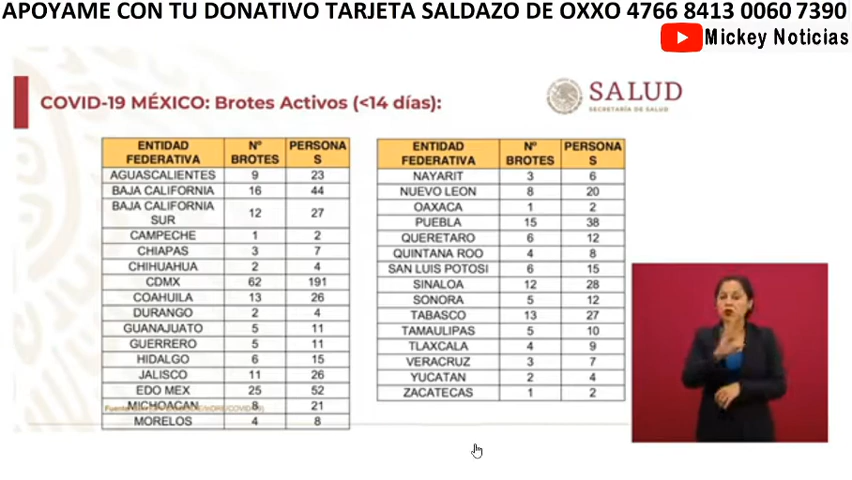 APOYAME CON TU DONATIVO TARJETA SALDAZO DE OXXO 4766 8413 0060 7390
Mickey Noticias
COVID-19 MÉXICO: Brotes Activos (<14 días):
SALUD
SECRETARÍA DE SALUD
ENTIDAD FEDERATIVA Nº BROTES PERSONAS
AGUASCALIENTES 9 23
BAJA CALIFORNIA 16 44
BAJA CALIFORNIA SUR 12 27
CAMPECHE 1 2
CHIAPAS 3 7
CHIHUAHUA 2 4
CDMX 62 191
COAHUILA 13 26
DURANGO 2 4
GUANAJUATO 5 11
GUERRERO 5 11
HIDALGO 6 15
JALISCO 11 26
EDO MEX 25 52
MICHOACAN 8 21
MORELOS 4 8
Fuente:
ENTIDAD FEDERATIVA Nº BROTES PERSONAS
NAYARIT 3 6
NUEVO LEON 8 20
OAXACA 1 2
PUEBLA 15 38
QUERETARO 6 12
QUINTANA ROO 4 8
SAN LUIS POTOSI 6 15
SINALOA 12 28
SONORA 5 12
TABASCO 13 27
TAMAULIPAS 5 10
TLAXCALA 4 9
VERACRUZ 3 7
YUCATAN 2 4
ZACATECAS 1 2